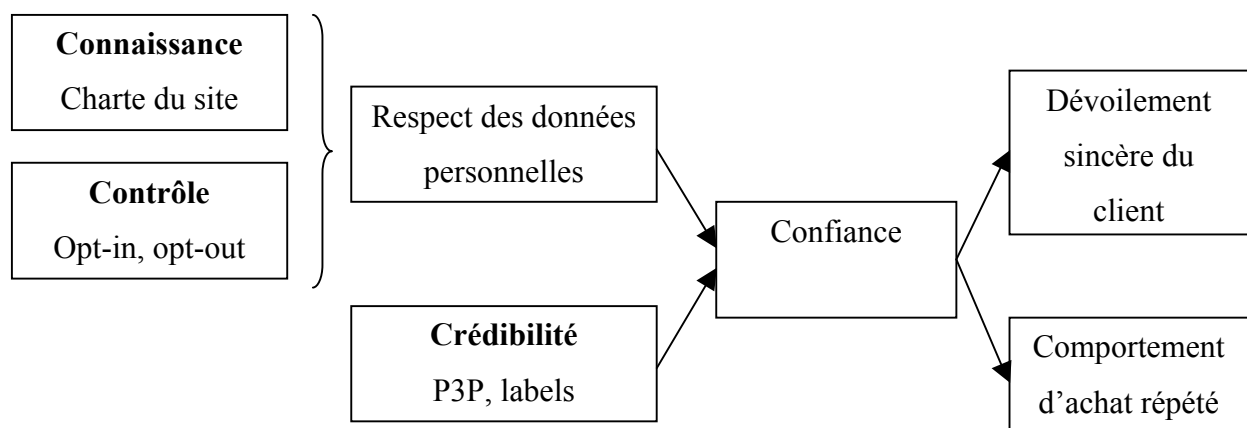 Connaissance
Charte du site
Contrôle
Opt-in, opt-out
Respect des données
personnelles
Crédibilité
P3P, labels
Confiance
Dévoilement
sincère du
client
Comportement
d’achat répété